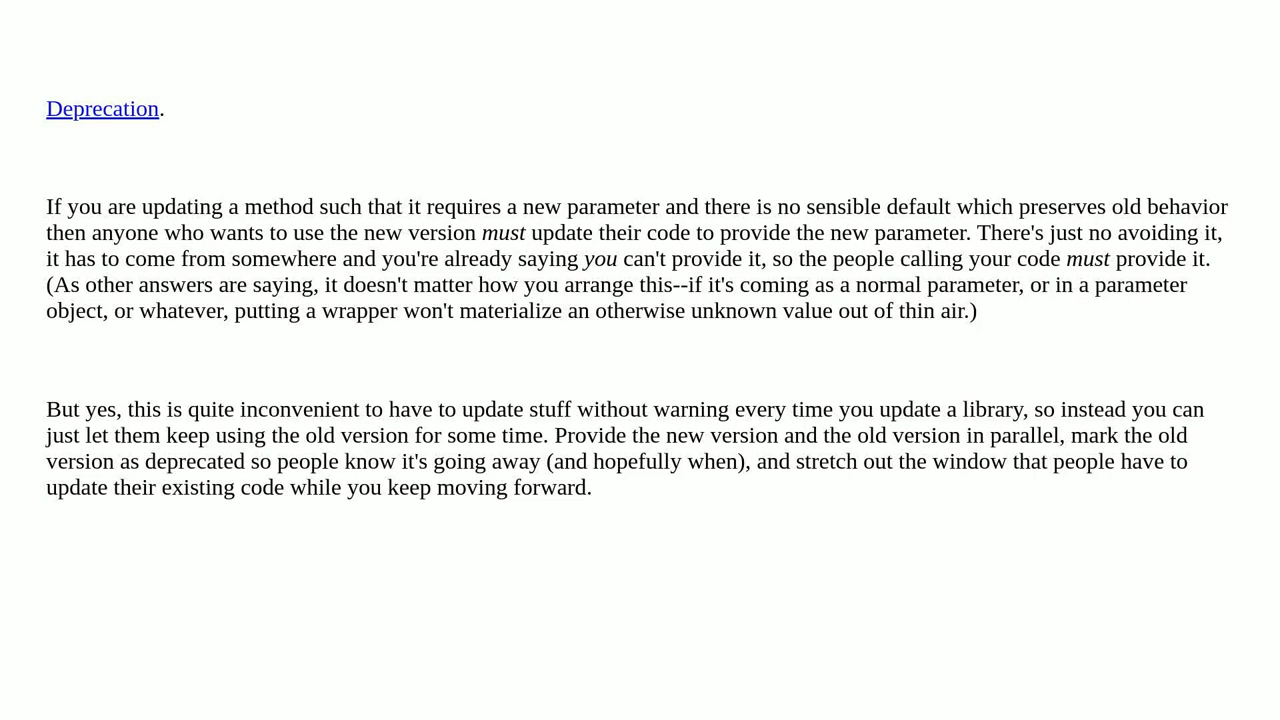 Deprecation.
If you are updating a method such that it requires a new parameter and there is no sensible default which preserves old behavior
then anyone who wants to use the new version must update their code to provide the new parameter. There's just no avoiding it,
it has to come from somewhere and you're already saying you can't provide it, so the people calling your code must provide it.
(As other answers are saying, it doesn't matter how you arrange this--if it's coming as a normal parameter, or in a parameter
object, or whatever, putting a wrapper won't materialize an otherwise unknown value out of thin air.)
But yes, this is quite inconvenient to have to update stuff without warning every time you update a library, so instead you can
just let them keep using the old version for some time. Provide the new version and the old version in parallel, mark the old
version as deprecated so people know it's going away (and hopefully when), and stretch out the window that people have to
update their existing code while you keep moving forward.